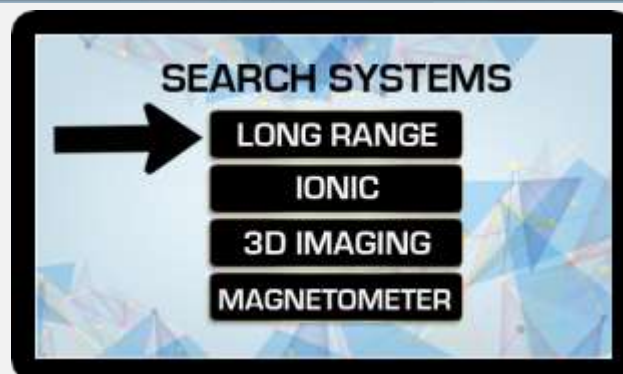 SEARCH SYSTEMS
LONG RANGE
IONIC
3D IMAGING
MAGNETOMETER